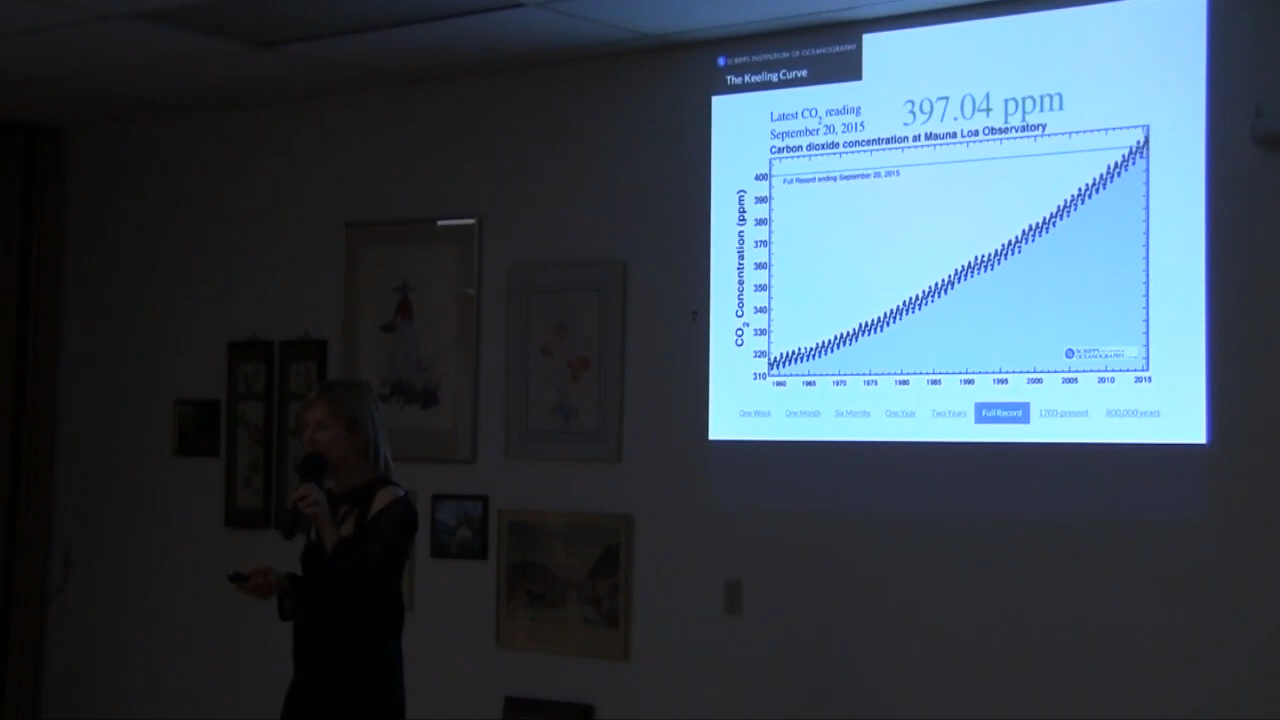 SCRIPPS INSTITUTION OF OCEANOGRAPHY
The Keeling Curve
Latest CO2 reading
September 20, 2015
397.04 ppm
Carbon dioxide concentration at Mauna Loa Observatory
Full Record ending September 20, 2015
CO2 Concentration (ppm)
400
390
380
370
360
350
340
330
320
310
1960 1965 1970 1975 1980 1985 1990 1995 2000 2005 2010 2015
SCRIPPS
OCEANOGRAPHY
One Week One Month Six Months One Year Two Years Full Record 1700-present 800,000 years